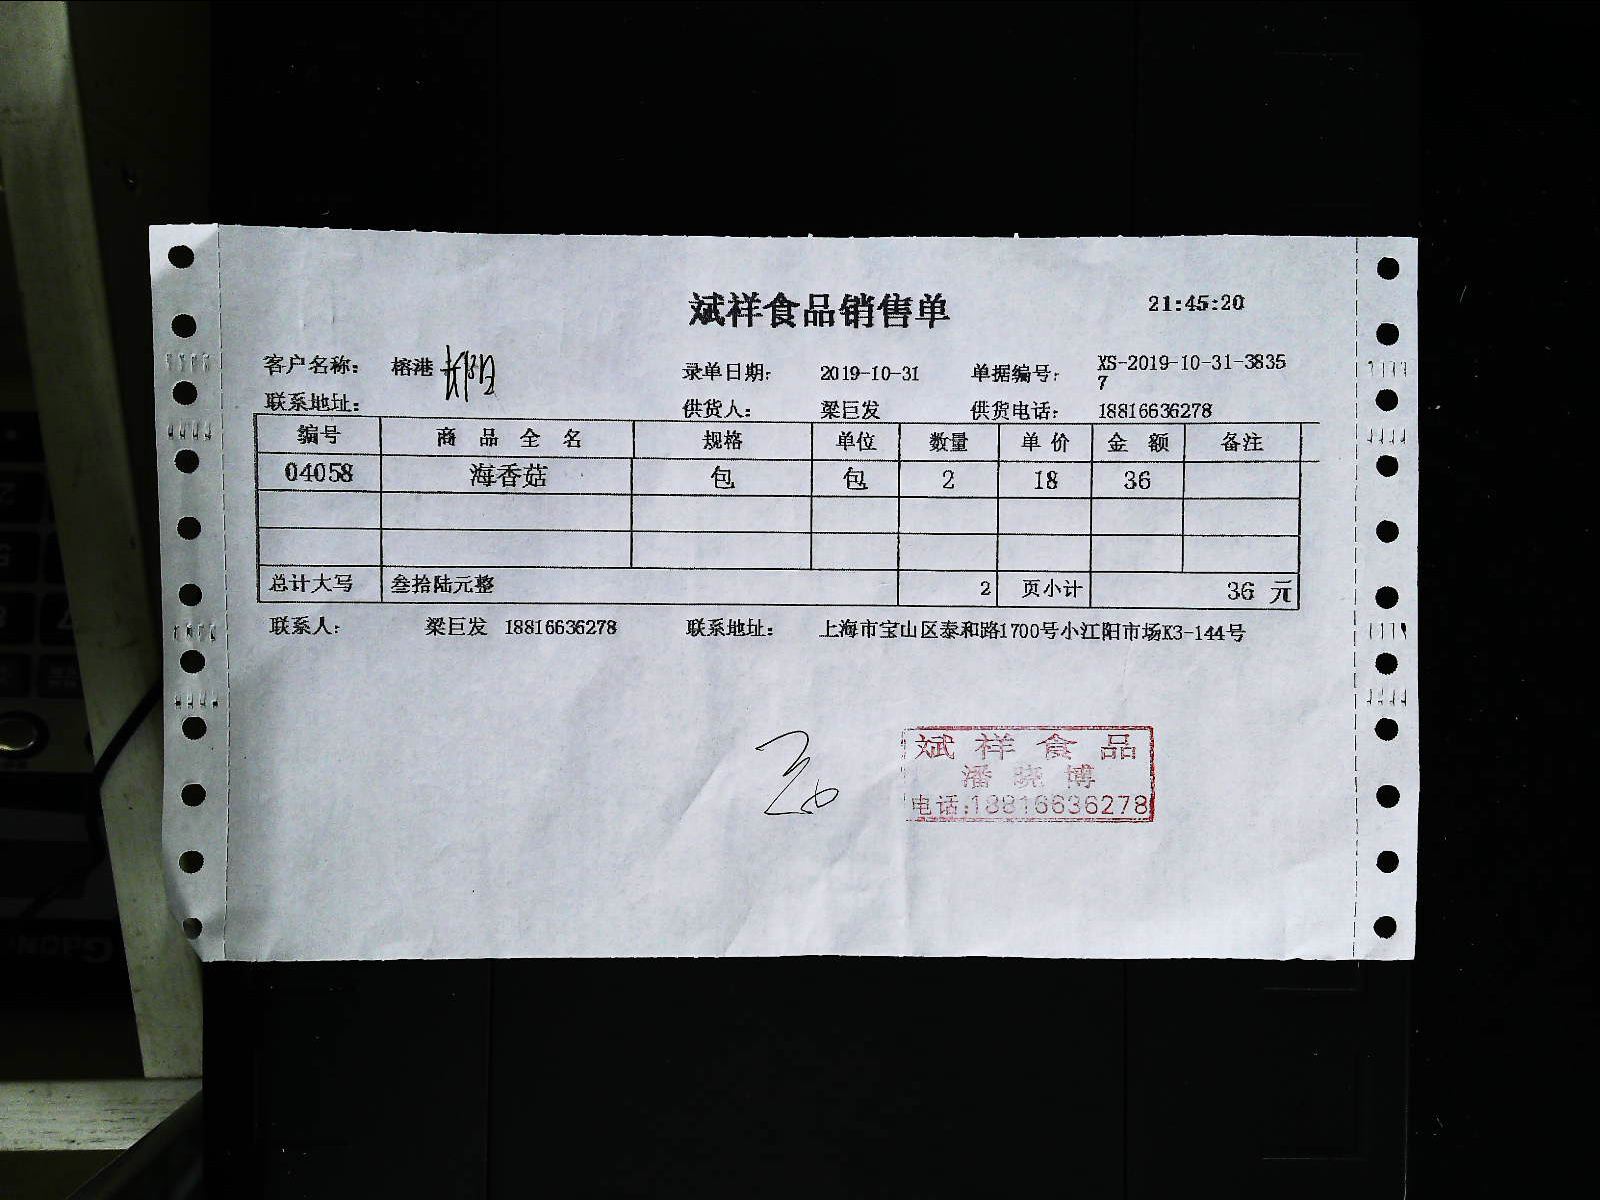 斌祥食品销售单 21:45:20
客户名称: 榕港 长阳 录单日期: 2019-10-31 单据编号: XS-2019-10-31-3835
7
联系地址: 供货人: 梁巨发 供货电话: 18816636278
编号 商品全名 规格 单位 数量 单价 金额 备注
04058 海香菇 包 包 2 18 36
总计大写 叁拾陆元整 2 页小计 36 元
联系人: 梁巨发 18816636278 联系地址: 上海市宝山区泰和路1700号小江阳市场K3-144号
斌祥食品
潘晓博
电话:18816636278